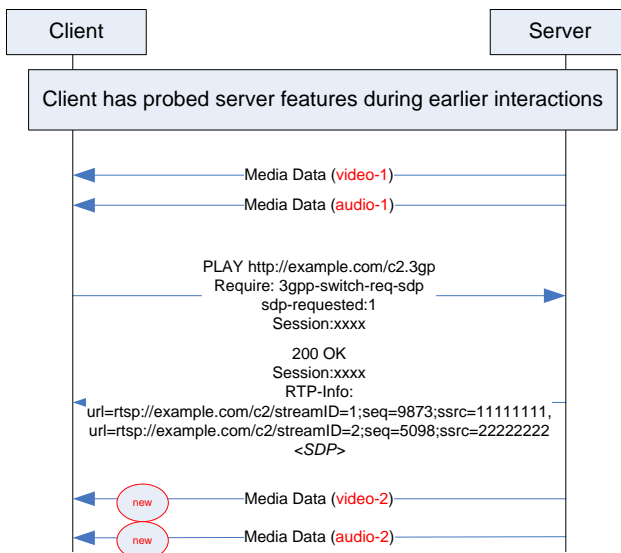 Client
Server
Client has probed server features during earlier interactions
Media Data (video-1)
Media Data (audio-1)
PLAY http://example.com/c2.3gp
Require: 3gpp-switch-req-sdp
sdp-requested:1
Session:xxxx
200 OK
Session:xxxx
RTP-Info:
url=rtsp://example.com/c2/streamID=1;seq=9873;ssrc=11111111,
url=rtsp://example.com/c2/streamID=2;seq=5098;ssrc=22222222
<SDP>
new
Media Data (video-2)
new
Media Data (audio-2)